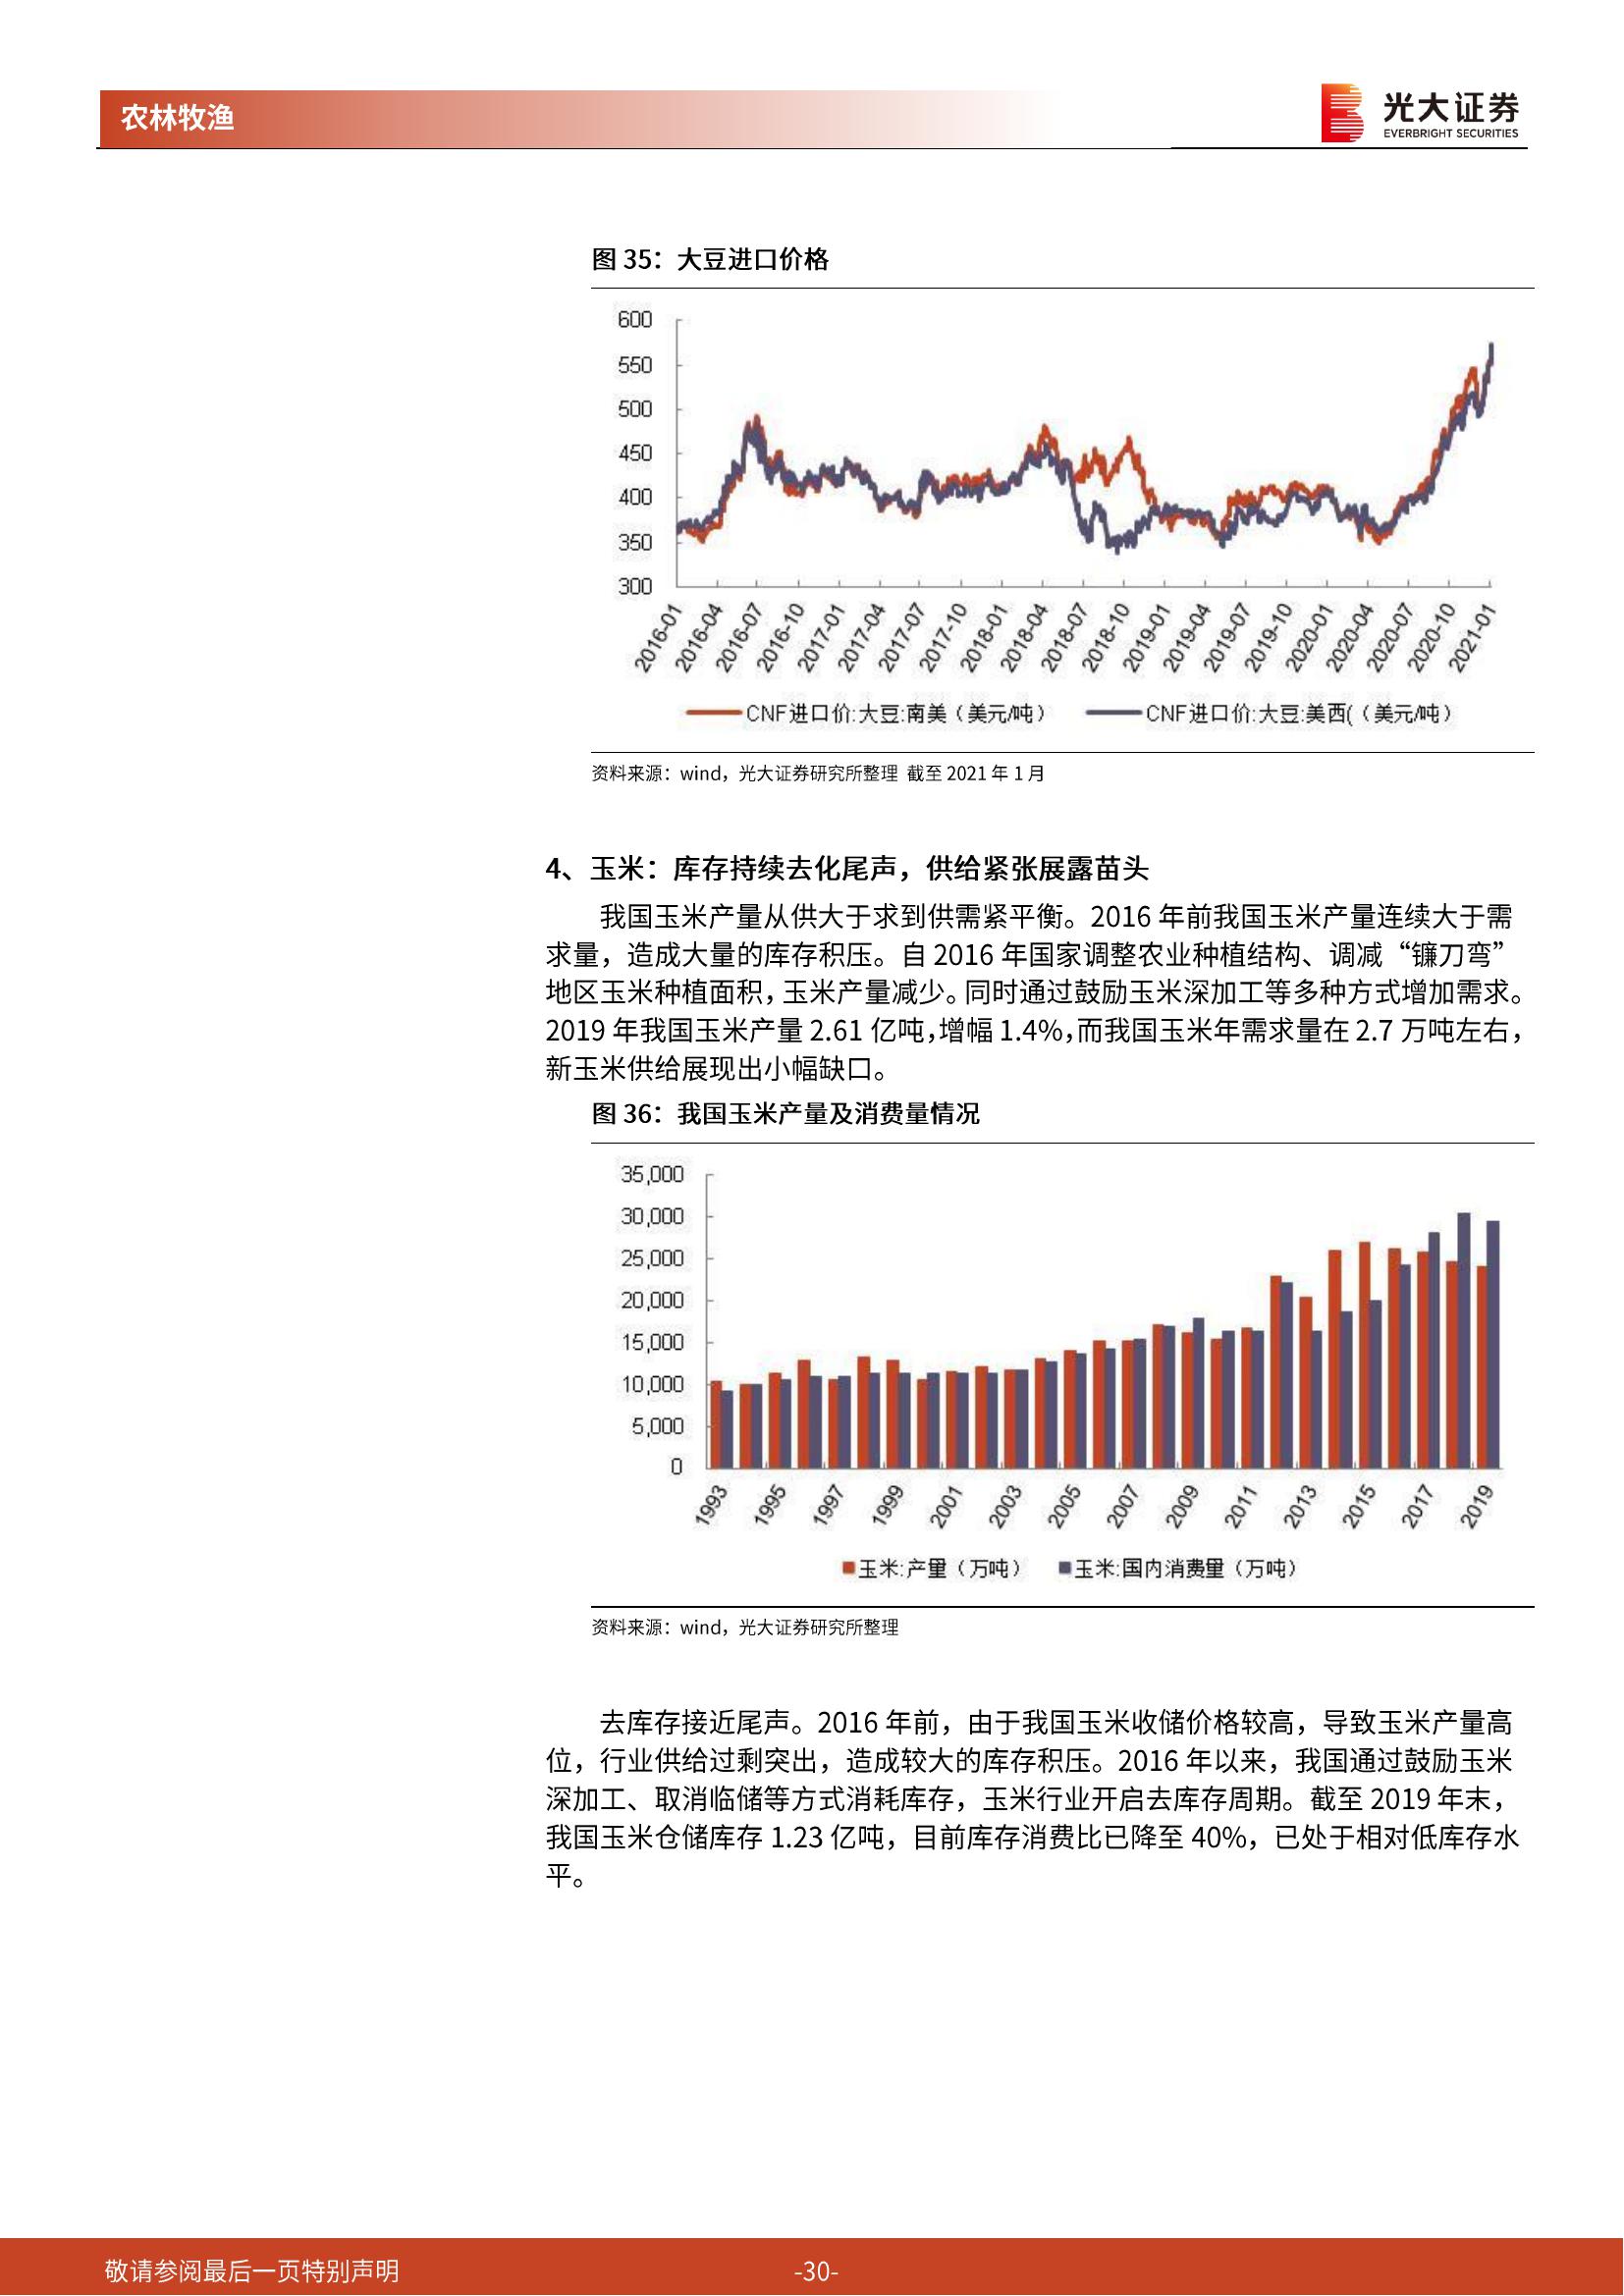 农林牧渔
光大证券
EVERBRIGHT SECURITIES
图 35：大豆进口价格
600
550
500
450
400
350
300
2016-01
2016-04
2016-07
2016-10
2017-01
2017-04
2017-07
2017-10
2018-01
2018-04
2018-07
2018-10
2019-01
2019-04
2019-07
2019-10
2020-01
2020-04
2020-07
2020-10
2021-01
CNF进口价:大豆:南美（美元/吨） CNF进口价:大豆:美西(（美元/吨）
资料来源：wind，光大证券研究所整理 截至 2021 年 1 月
4、玉米：库存持续去化尾声，供给紧张展露苗头
我国玉米产量从供大于求到供需紧平衡。2016 年前我国玉米产量连续大于需
求量，造成大量的库存积压。自 2016 年国家调整农业种植结构、调减“镰刀弯”
地区玉米种植面积，玉米产量减少。同时通过鼓励玉米深加工等多种方式增加需求。
2019 年我国玉米产量 2.61 亿吨，增幅 1.4%，而我国玉米年需求量在 2.7 万吨左右，
新玉米供给展现出小幅缺口。
图 36：我国玉米产量及消费量情况
35,000
30,000
25,000
20,000
15,000
10,000
5,000
0
1993
1995
1997
1999
2001
2003
2005
2007
2009
2011
2013
2015
2017
2019
玉米:产量（万吨） 玉米:国内消费量（万吨）
资料来源：wind，光大证券研究所整理
去库存接近尾声。2016 年前，由于我国玉米收储价格较高，导致玉米产量高
位，行业供给过剩突出，造成较大的库存积压。2016 年以来，我国通过鼓励玉米
深加工、取消临储等方式消耗库存，玉米行业开启去库存周期。截至 2019 年末，
我国玉米仓储库存 1.23 亿吨，目前库存消费比已降至 40%，已处于相对低库存水
平。
敬请参阅最后一页特别声明
-30-